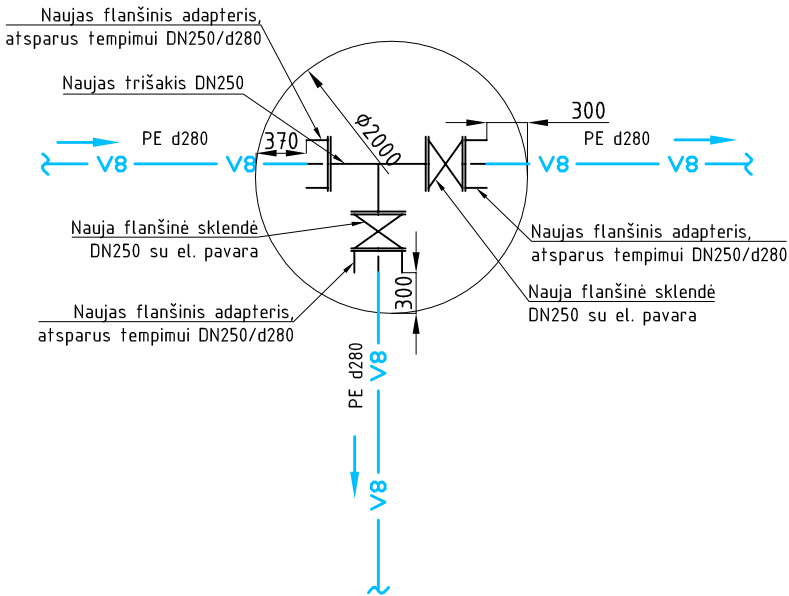 Naujas flanšinis adapteris,
atsparus tempimui DN250/d280
Naujas trišakis DN250
300
PE d280
370
⌀2000
PE d280
V8
V8
V8
V8
Nauja flanšinė sklendė
DN250 su el. pavara
Naujas flanšinis adapteris,
atsparus tempimui DN250/d280
Nauja flanšinė sklendė
DN250 su el. pavara
300
Naujas flanšinis adapteris,
atsparus tempimui DN250/d280
PE d280
V8
V8